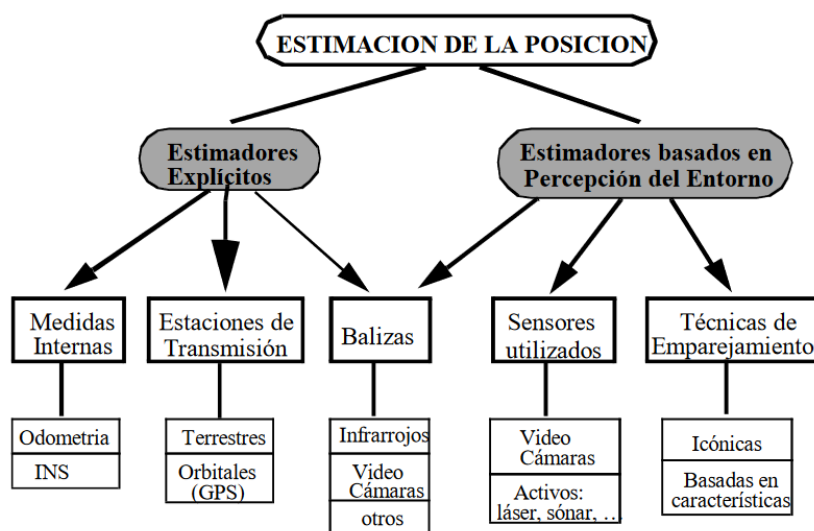 ESTIMACION DE LA POSICION
Estimadores
Explícitos
Estimadores basados en
Percepción del Entorno
Medidas
Internas
Estaciones de
Transmisión
Balizas
Sensores
utilizados
Técnicas de
Emparejamiento
Odometria
INS
Terrestres
Orbitales
(GPS)
Infrarrojos
Video
Cámaras
otros
Video
Cámaras
Activos:
láser, sónar, ...
Icónicas
Basadas en
características